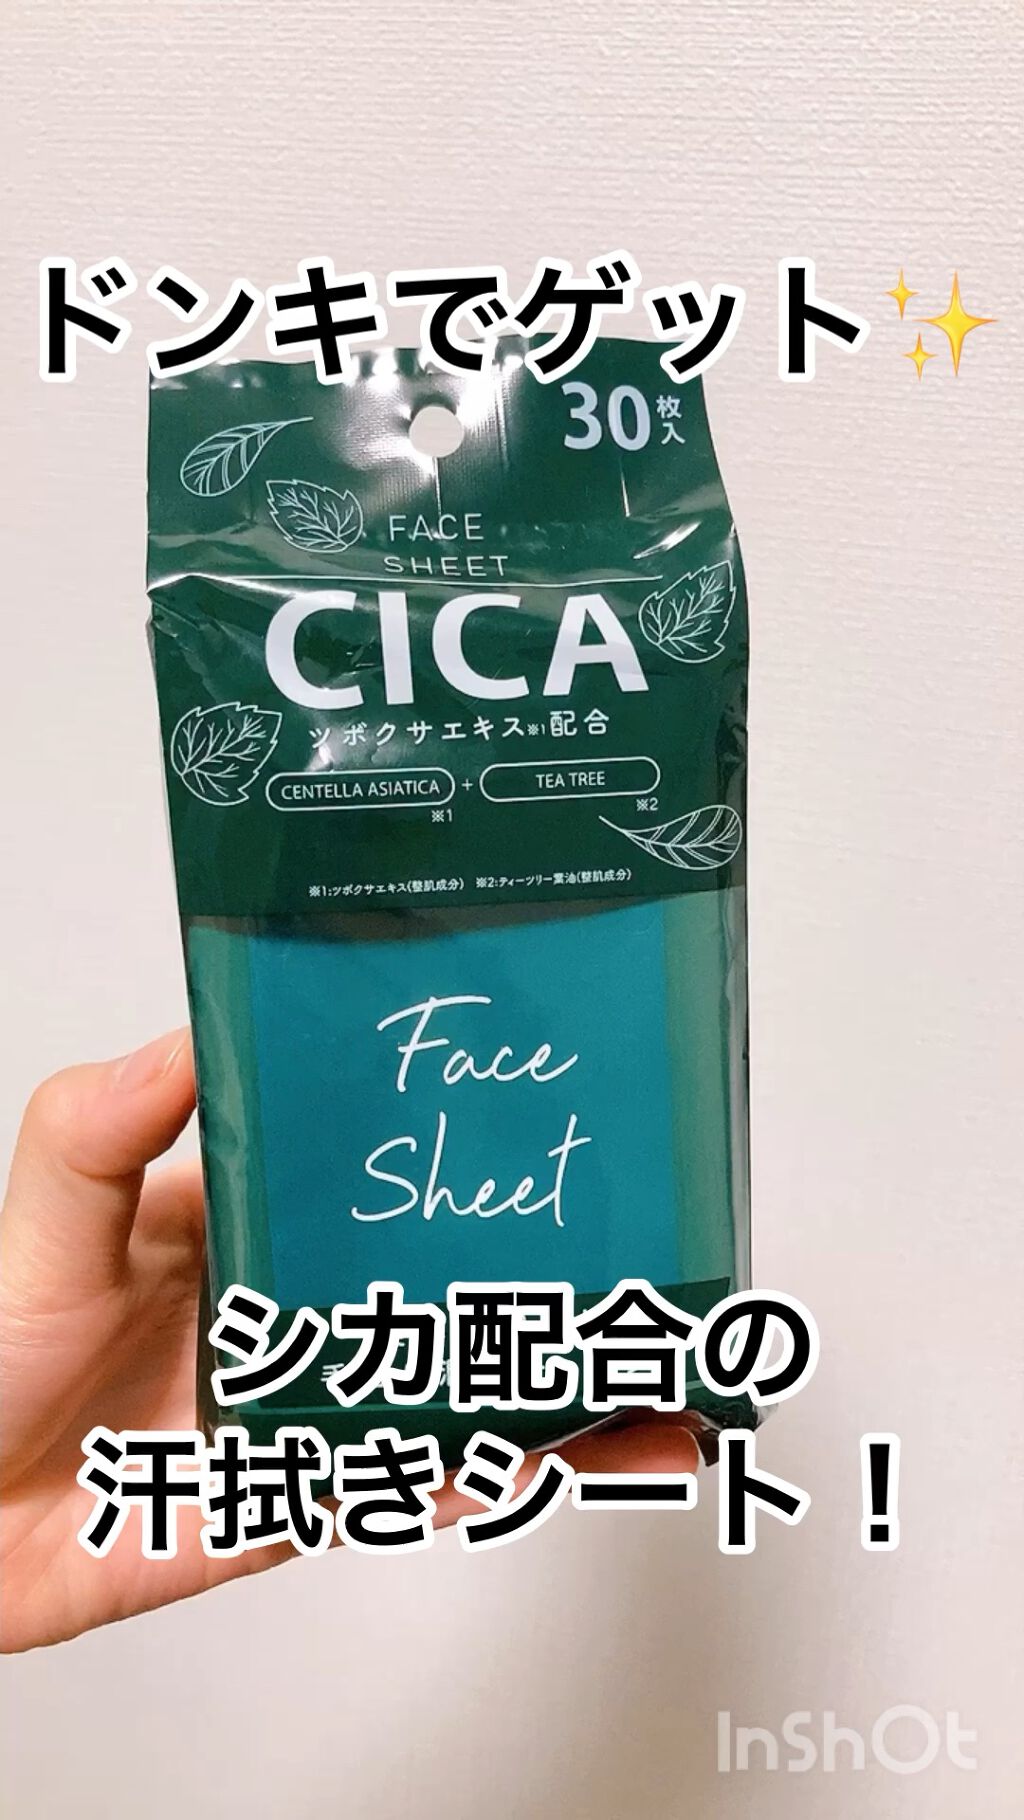 ドンキでゲット✨
30枚入
FACE
SHEET
CICA
ツボクサエキス※1配合
CENTELLA ASIATICA + TEA TREE
※1 ※2
※1:ツボクサエキス(整肌成分) ※2:ティーツリー葉油(整肌成分)
Face
Sheet
シカ配合の
汗拭きシート！
InShOt